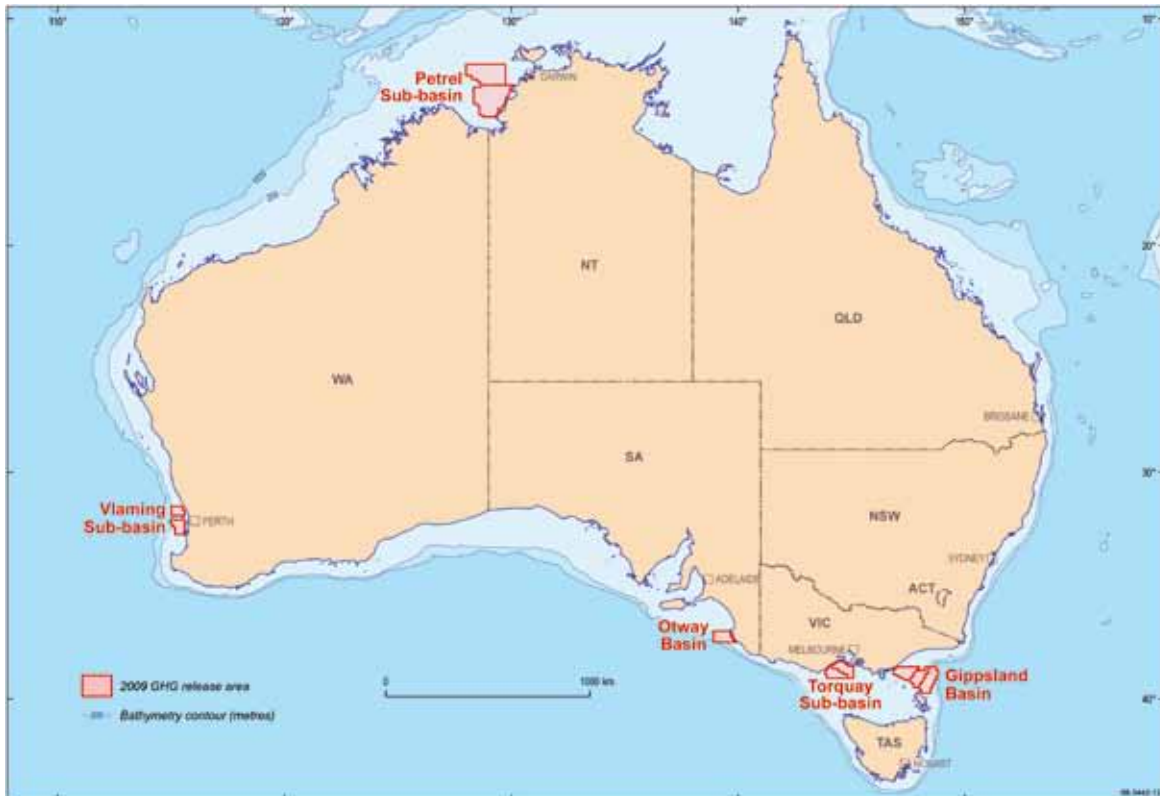 110°
120°
130°
140°
150°
10°
Petrel
Sub-basin
DARWIN
20°
NT
QLD
WA
BRISBANE
SA
30°
Vlaming
Sub-basin
PERTH
NSW
SYDNEY
ADELAIDE
ACT
VIC
Otway
Basin
MELBOURNE
Gippsland
Basin
Torquay
Sub-basin
2009 GHG release area
0
1000 km
Bathymetry contour (metres)
40°
TAS
HOBART